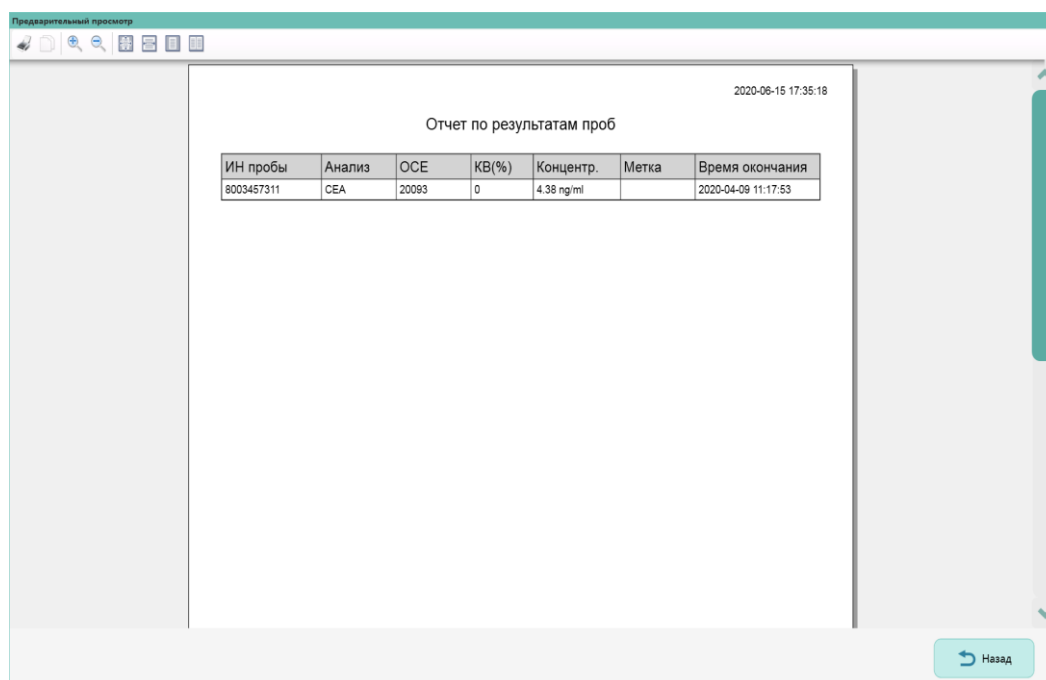 Предварительный просмотр
2020-06-15 17:35:18
Отчет по результатам проб
ИН пробы Анализ ОСЕ КВ(%) Концентр. Метка Время окончания
8003457311 CEA 20093 0 4.38 ng/ml 2020-04-09 11:17:53
Назад